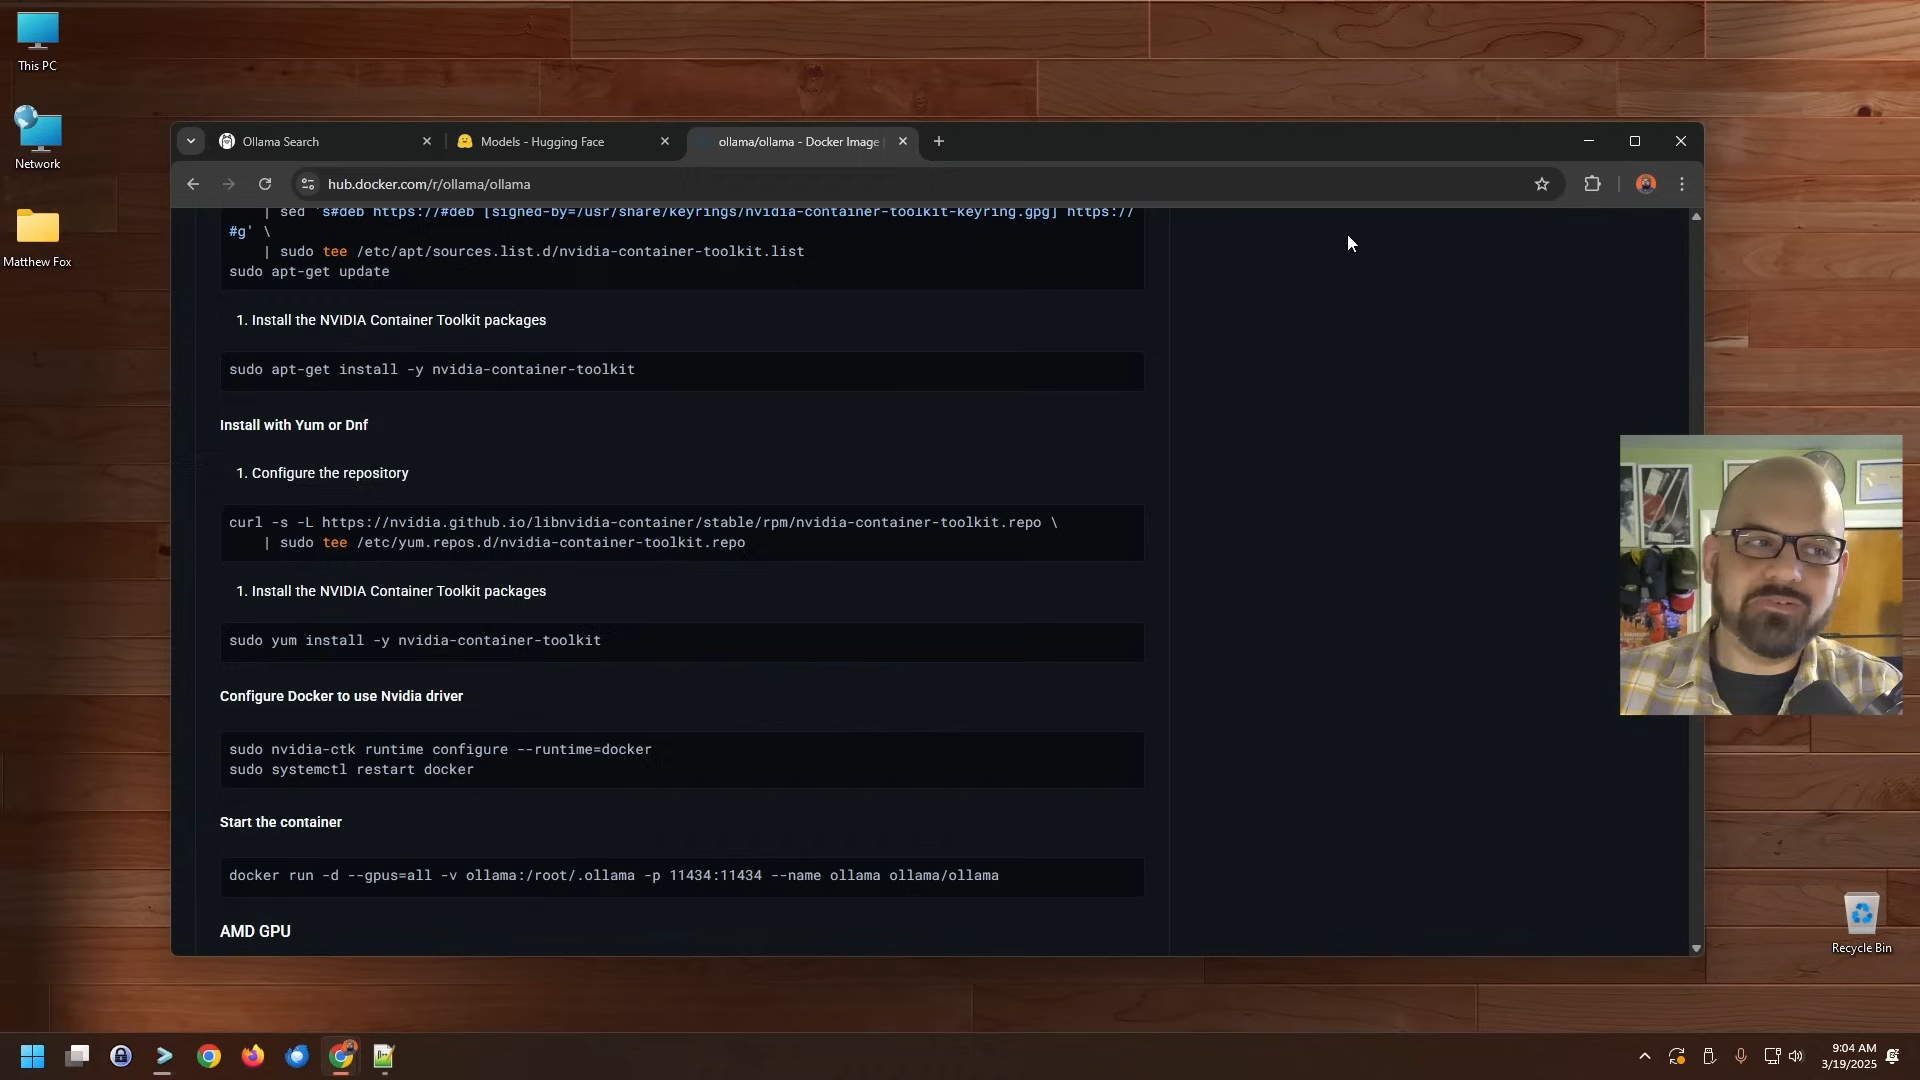 This PC
Network
Matthew Fox
Ollama Search
Models - Hugging Face
ollama/ollama - Docker Image
hub.docker.com/r/ollama/ollama
| sed 's#deb https://#deb [signed-by=/usr/share/keyrings/nvidia-container-toolkit-keyring.gpg] https://
#g' \
| sudo tee /etc/apt/sources.list.d/nvidia-container-toolkit.list
sudo apt-get update
1. Install the NVIDIA Container Toolkit packages
sudo apt-get install -y nvidia-container-toolkit
Install with Yum or Dnf
1. Configure the repository
curl -s -L https://nvidia.github.io/libnvidia-container/stable/rpm/nvidia-container-toolkit.repo \
| sudo tee /etc/yum.repos.d/nvidia-container-toolkit.repo
1. Install the NVIDIA Container Toolkit packages
sudo yum install -y nvidia-container-toolkit
Configure Docker to use Nvidia driver
sudo nvidia-ctk runtime configure --runtime=docker
sudo systemctl restart docker
Start the container
docker run -d --gpus=all -v ollama:/root/.ollama -p 11434:11434 --name ollama ollama/ollama
AMD GPU
Recycle Bin
9:04 AM
3/19/2025